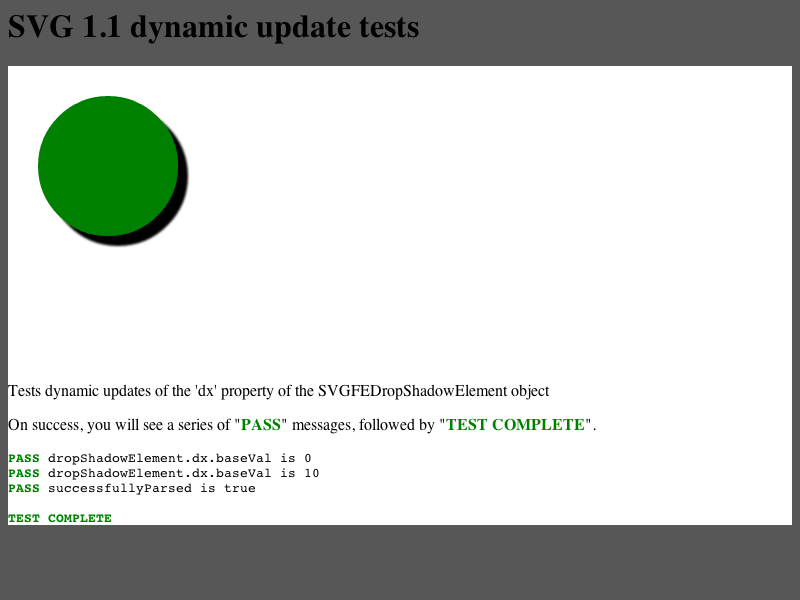 SVG 1.1 dynamic update tests
Tests dynamic updates of the 'dx' property of the SVGFEDropShadowElement object
On success, you will see a series of "PASS" messages, followed by "TEST COMPLETE".
PASS dropShadowElement.dx.baseVal is 0
PASS dropShadowElement.dx.baseVal is 10
PASS successfullyParsed is true
TEST COMPLETE